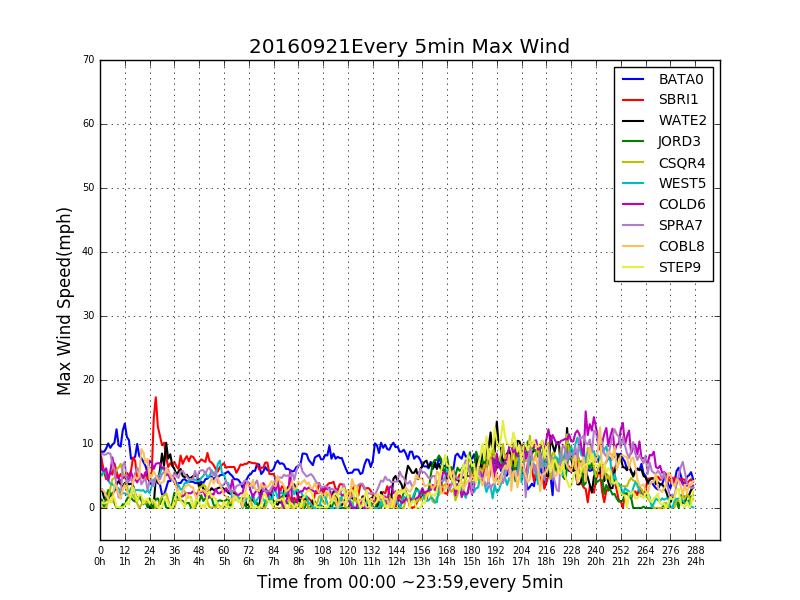 20160921Every 5min Max Wind
70
60
50
40
30
20
10
0
Max Wind Speed(mph)
BATA0
SBRI1
WATE2
JORD3
CSQR4
WEST5
COLD6
SPRA7
COBL8
STEP9
0 12 24 36 48 60 72 84 96 108 120 132 144 156 168 180 192 204 216 228 240 252 264 276 288
0h 1h 2h 3h 4h 5h 6h 7h 8h 9h 10h 11h 12h 13h 14h 15h 16h 17h 18h 19h 20h 21h 22h 23h 24h
Time from 00:00 ~23:59,every 5min